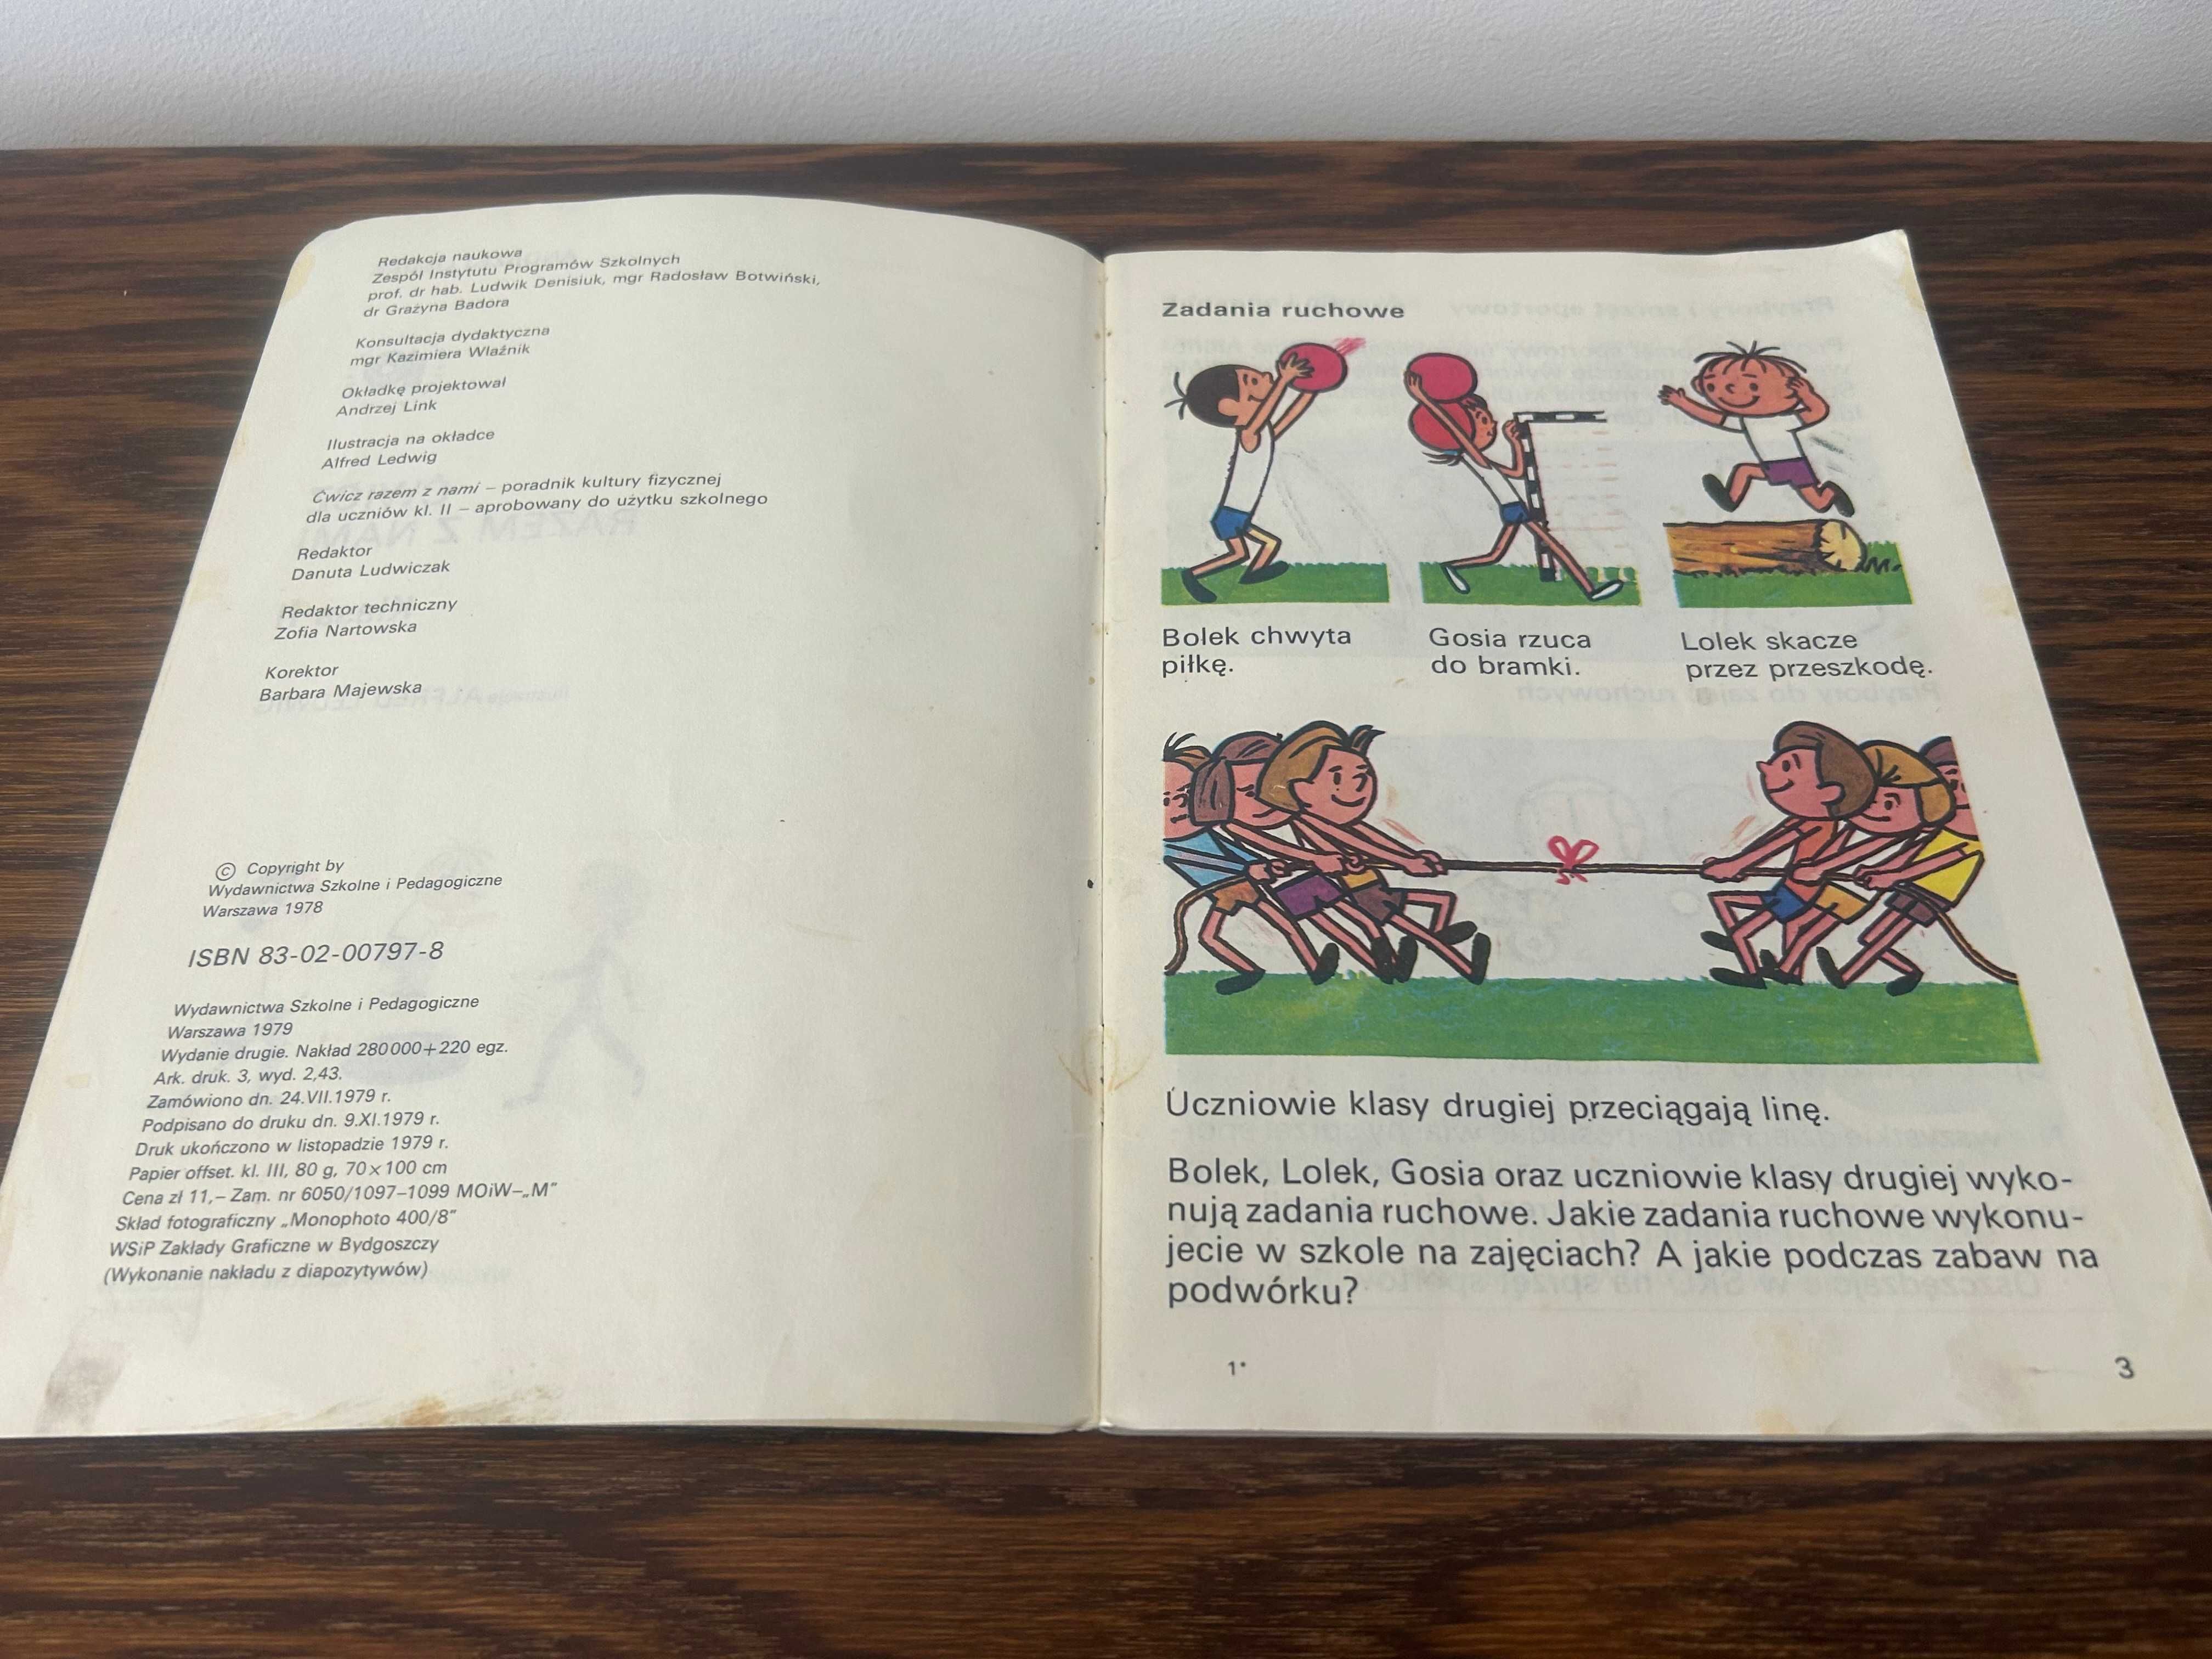 Redakcja naukowa
Zespół Instytutu Programów Szkolnych
prof. dr hab. Ludwik Denisiuk, mgr Radosław Botwiński,
dr Grażyna Badora
Konsultacja dydaktyczna
mgr Kazimiera Wlaźnik
Okładkę projektował
Andrzej Link
Ilustracja na okładce
Alfred Ledwig
Ćwicz razem z nami – poradnik kultury fizycznej
dla uczniów kl. II – aprobowany do użytku szkolnego
Redaktor
Danuta Ludwiczak
Redaktor techniczny
Zofia Nartowska
Korektor
Barbara Majewska
© Copyright by
Wydawnictwa Szkolne i Pedagogiczne
Warszawa 1978
ISBN 83-02-00797-8
Wydawnictwa Szkolne i Pedagogiczne
Warszawa 1979
Wydanie drugie. Nakład 280000+220 egz.
Ark. druk. 3, wyd. 2,43.
Zamówiono dn. 24.VII.1979 r.
Podpisano do druku dn. 9.XI.1979 r.
Druk ukończono w listopadzie 1979 r.
Papier offset. kl. III, 80 g, 70×100 cm
Cena zł 11,– Zam. nr 6050/1097–1099 MOiW–„M”
Skład fotograficzny „Monophoto 400/8”
WSiP Zakłady Graficzne w Bydgoszczy
(Wykonanie nakładu z diapozytywów)
Zadania ruchowe
Bolek chwyta
piłkę.
Gosia rzuca
do bramki.
Lolek skacze
przez przeszkodę.
Uczniowie klasy drugiej przeciągają linę.
Bolek, Lolek, Gosia oraz uczniowie klasy drugiej wyko-
nują zadania ruchowe. Jakie zadania ruchowe wykonu-
jecie w szkole na zajęciach? A jakie podczas zabaw na
podwórku?
1*
3